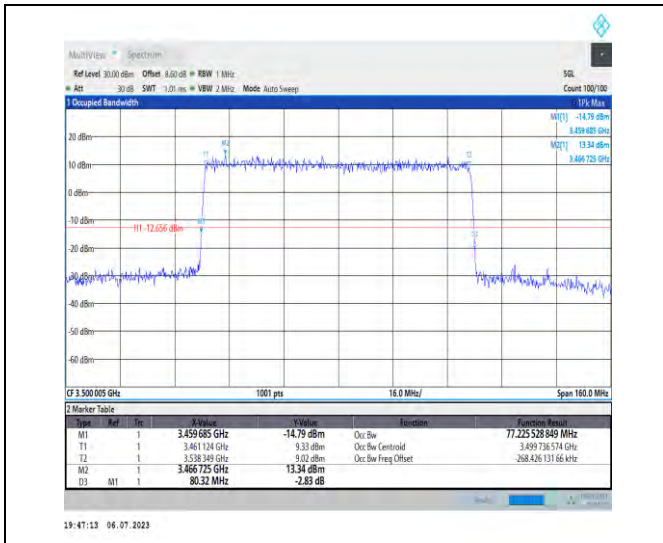 MultiView Spectrum
Ref Level 30.00 dBm Offset 8.60 dB RBW 1 MHz SGL
Att 30 dB SWT 1.01 ms VBW 2 MHz Mode Auto Sweep Count 100/100
1 Occupied Bandwidth 1Pk Max
M1[1] -14.79 dBm
3.459 685 GHz
M2[1] 13.34 dBm
3.466 725 GHz
20 dBm
M2
T1 T2
10 dBm
0 dBm
-10 dBm
H1 -12.656 dBm
M1
-20 dBm
-30 dBm
-40 dBm
-50 dBm
-60 dBm
CF 3.500 005 GHz 1001 pts 16.0 MHz/ Span 160.0 MHz
2 Marker Table
Type Ref Trc X-Value Y-Value Function Function Result
M1 1 3.459 685 GHz -14.79 dBm Occ Bw 77.225 528 849 MHz
T1 1 3.461 124 GHz 9.33 dBm Occ Bw Centroid 3.499 736 574 GHz
T2 1 3.538 349 GHz 9.02 dBm Occ Bw Freq Offset -268.426 131 66 kHz
M2 1 3.466 725 GHz 13.34 dBm
D3 M1 1 80.32 MHz -2.83 dB
19:47:13 06.07.2023